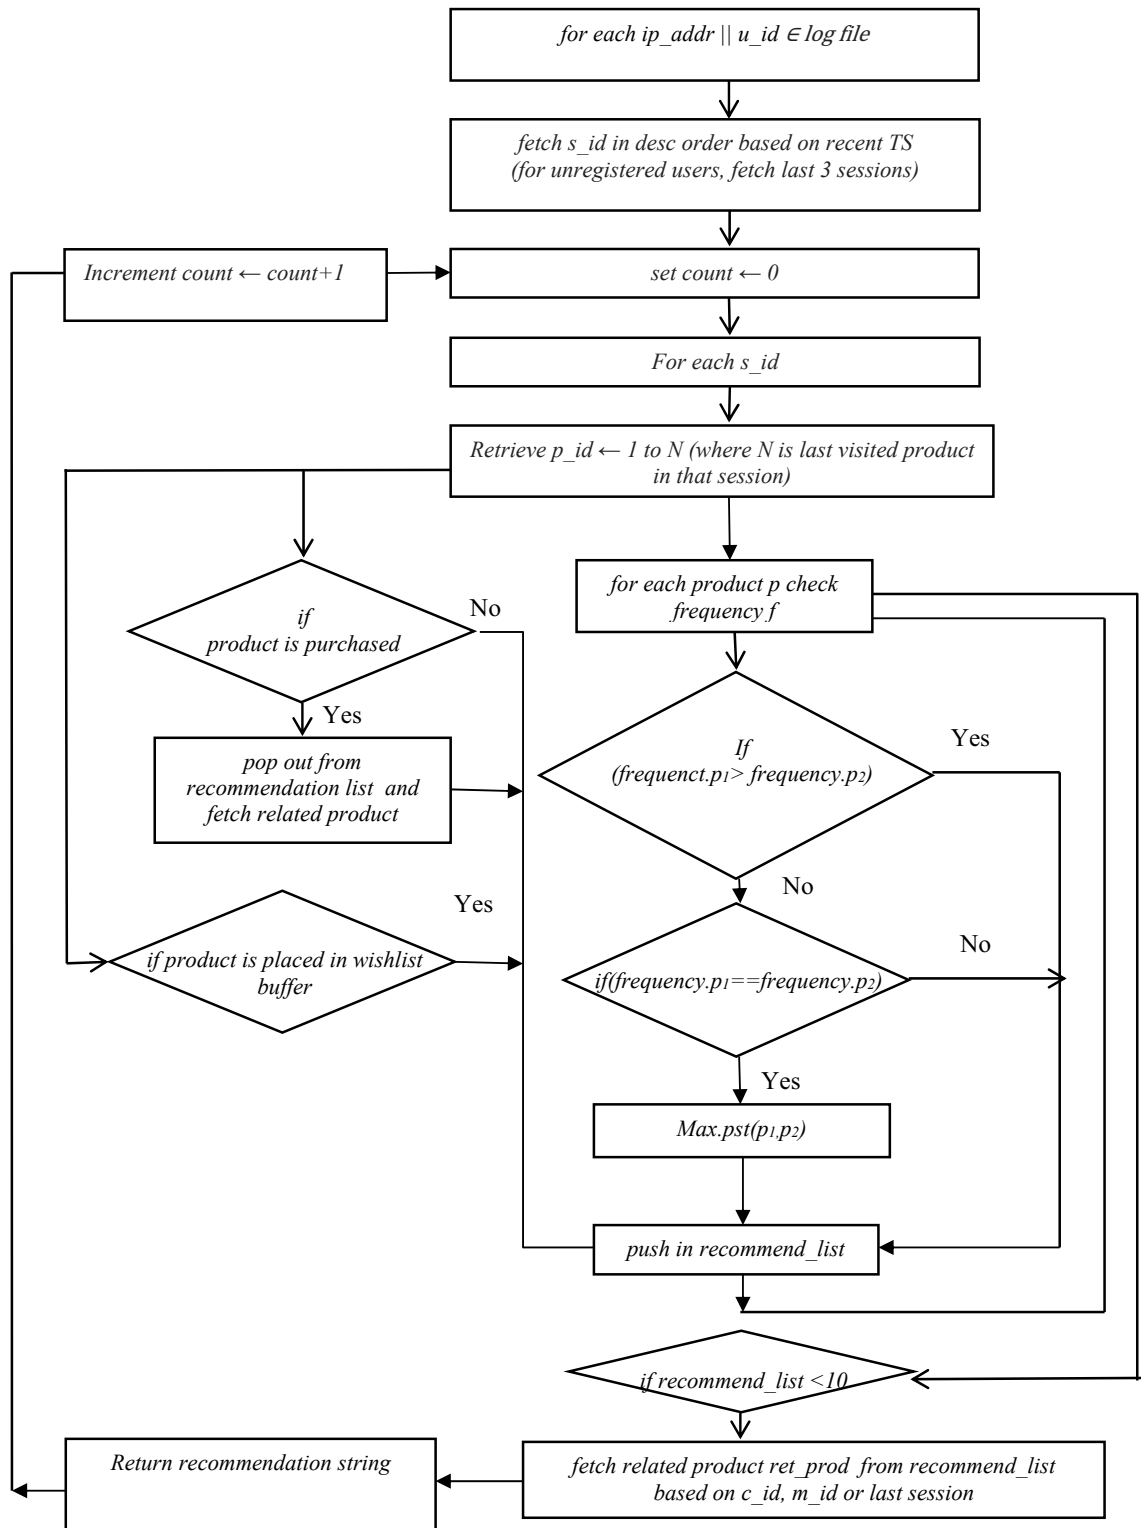 for each ip_addr || u_id ∈ log file
fetch s_id in desc order based on recent TS
(for unregistered users, fetch last 3 sessions)
Increment count ← count+1
set count ← 0
For each s_id
Retrieve p_id ← 1 to N (where N is last visited product
in that session)
for each product p check
frequency f
if
product is purchased
No
Yes
pop out from
recommendation list and
fetch related product
If
(frequenct.p1> frequency.p2)
Yes
No
if product is placed in wishlist
buffer
Yes
if(frequency.p1==frequency.p2)
No
Yes
Max.pst(p1,p2)
push in recommend_list
if recommend_list <10
fetch related product ret_prod from recommend_list
based on c_id, m_id or last session
Return recommendation string